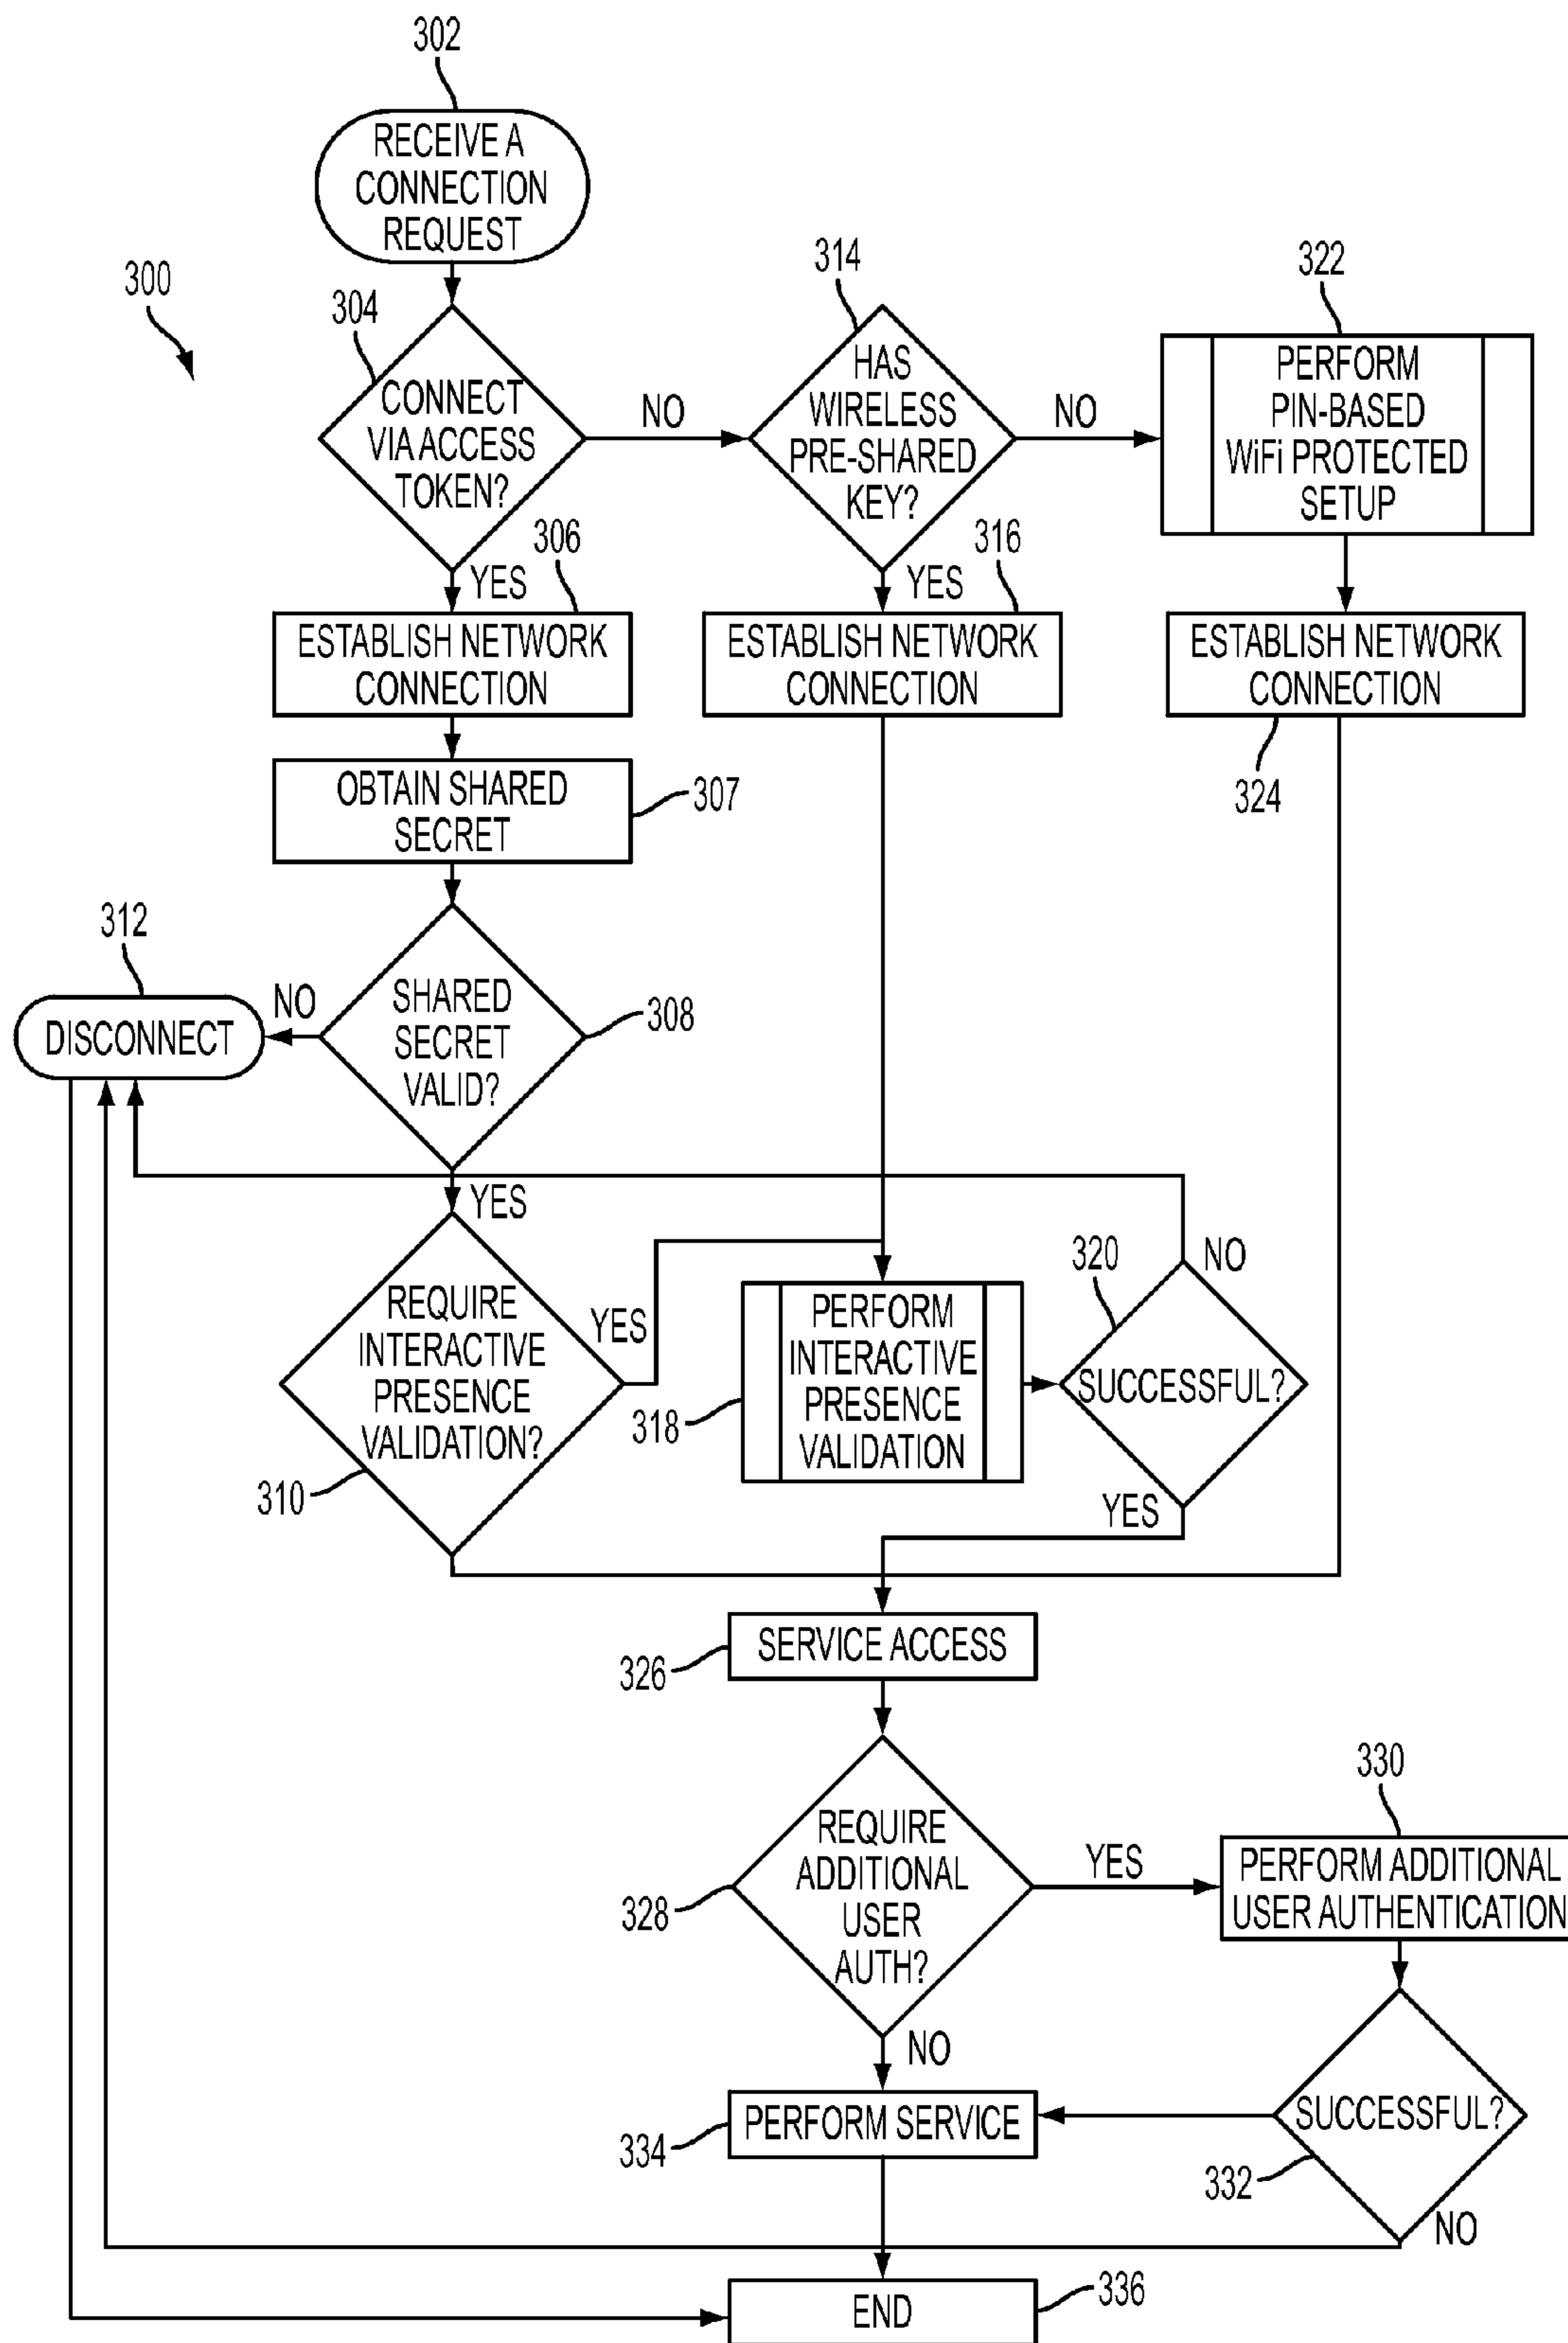 302
RECEIVE A
CONNECTION
REQUEST
300
304
CONNECT
VIA ACCESS
TOKEN?
NO
314
HAS
WIRELESS
PRE-SHARED
KEY?
NO
322
PERFORM
PIN-BASED
WiFi PROTECTED
SETUP
YES
306
ESTABLISH NETWORK
CONNECTION
YES
316
ESTABLISH NETWORK
CONNECTION
ESTABLISH NETWORK
CONNECTION
324
OBTAIN SHARED
SECRET
307
312
DISCONNECT
NO
SHARED
SECRET
VALID?
308
YES
REQUIRE
INTERACTIVE
PRESENCE
VALIDATION?
310
YES
PERFORM
INTERACTIVE
PRESENCE
VALIDATION
318
320
NO
SUCCESSFUL?
YES
SERVICE ACCESS
326
REQUIRE
ADDITIONAL
USER
AUTH?
328
YES
330
PERFORM ADDITIONAL
USER AUTHENTICATION
NO
PERFORM SERVICE
334
SUCCESSFUL?
332
NO
END
336